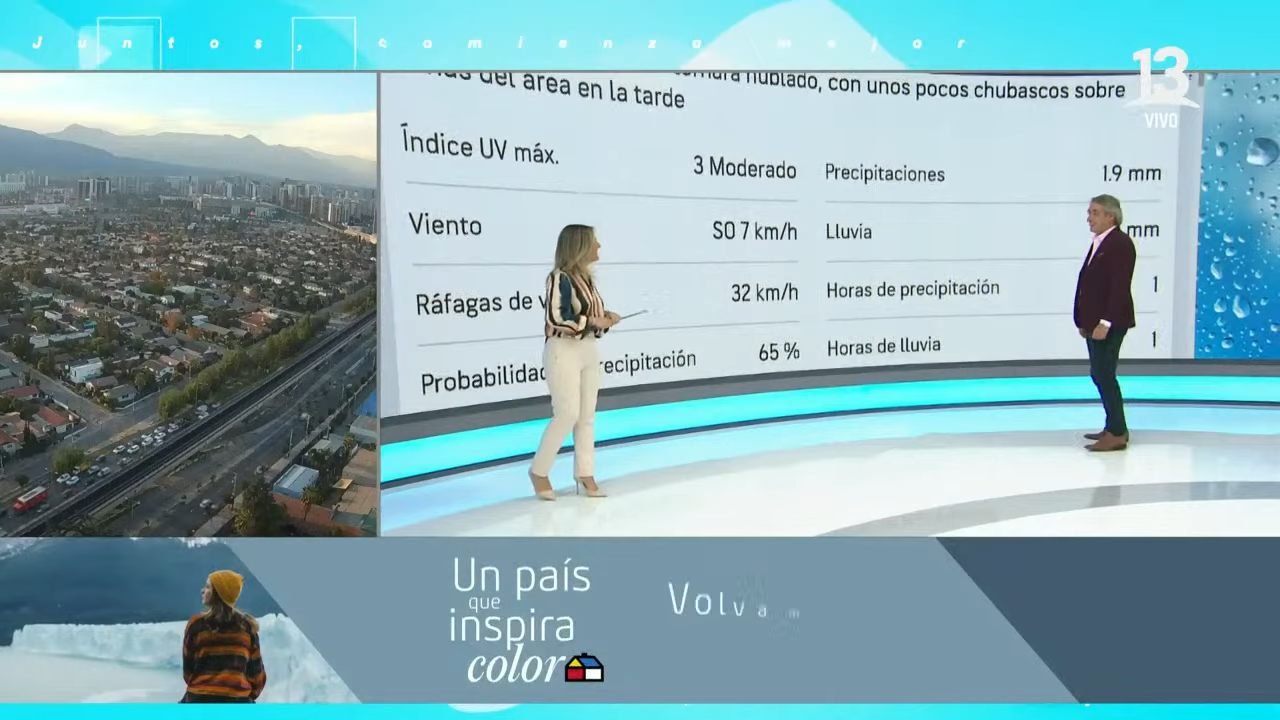 Juntos, comienza mejor
13
VIVO
nublado, con unos pocos chubascos sobre
del área en la tarde
Índice UV máx.
3 Moderado
Viento
SO 7 km/h
Ráfagas de
32 km/h
65 %
Precipitaciones
1.9 mm
Lluvia
mm
Horas de precipitación
1
Horas de lluvia
1
Un país
que
inspira
color